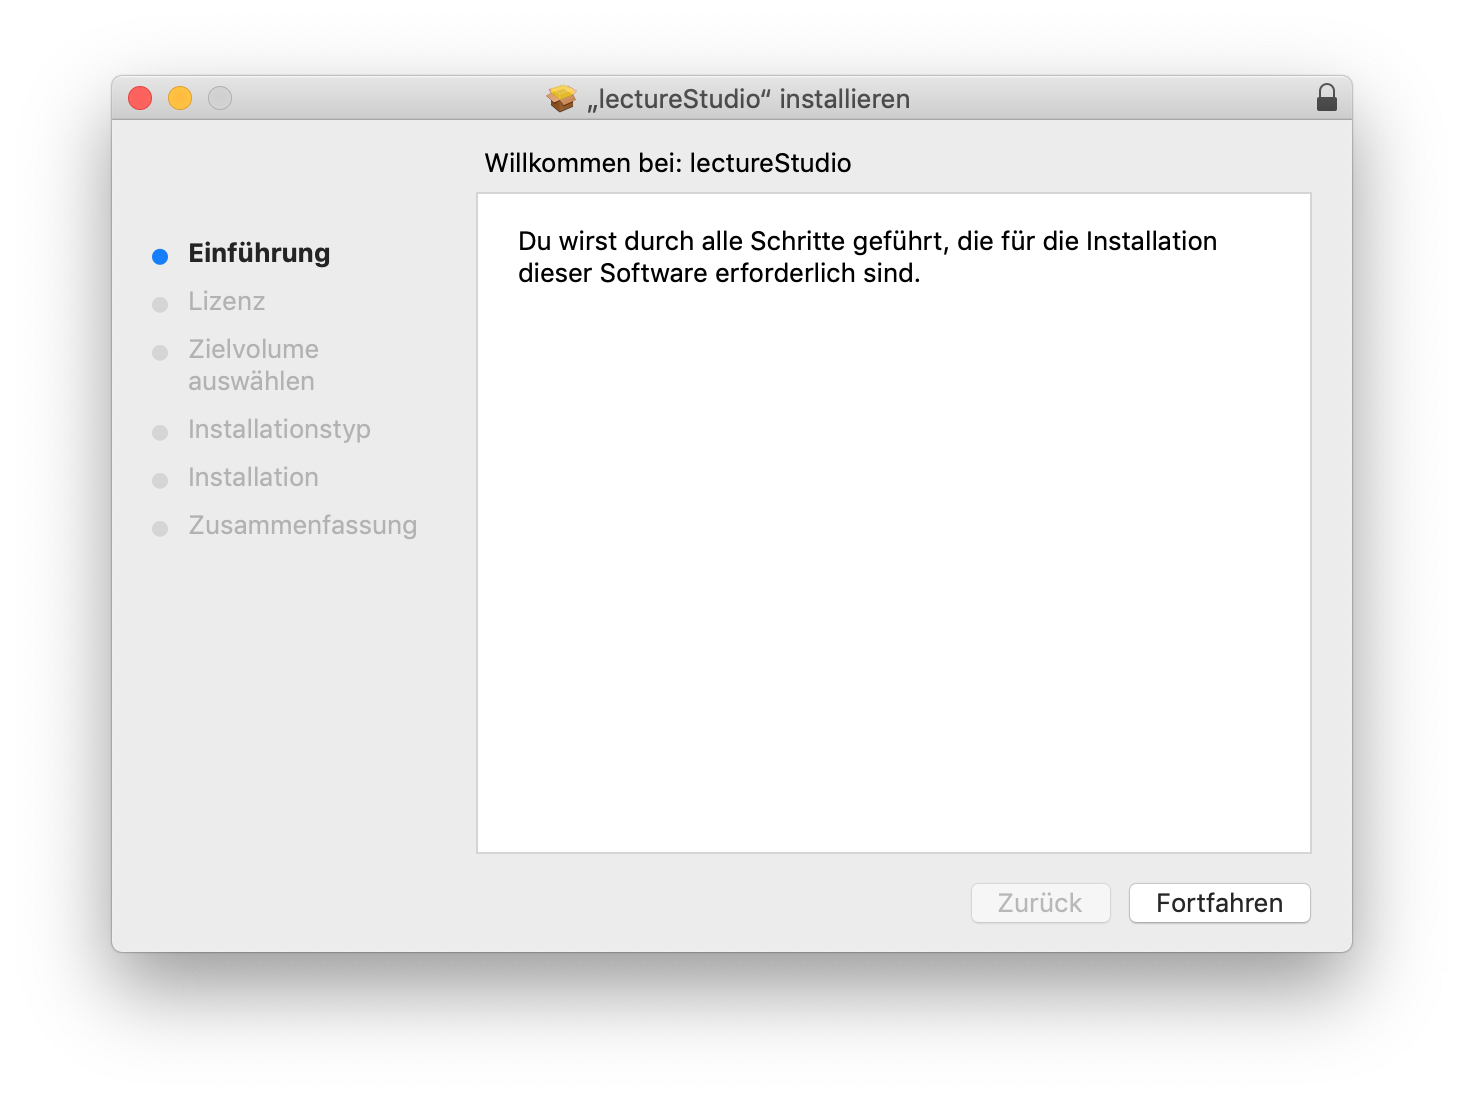 „lectureStudio“ installieren
Willkommen bei: lectureStudio
Einführung
Lizenz
Zielvolume
auswählen
Installationstyp
Installation
Zusammenfassung
Du wirst durch alle Schritte geführt, die für die Installation
dieser Software erforderlich sind.
Zurück
Fortfahren